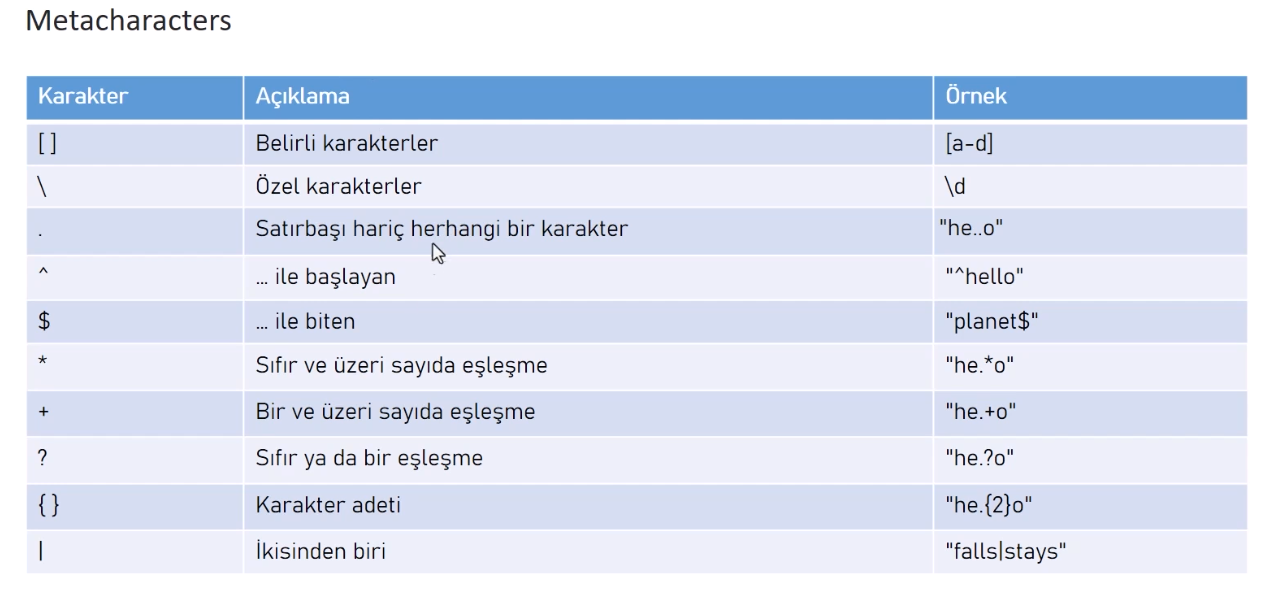 Metacharacters
Karakter Açıklama Örnek
[ ] Belirli karakterler [a-d]
\ Özel karakterler \d
. Satırbaşı hariç herhangi bir karakter "he..o"
^ ... ile başlayan "^hello"
$ ... ile biten "planet$"
* Sıfır ve üzeri sayıda eşleşme "he.*o"
+ Bir ve üzeri sayıda eşleşme "he.+o"
? Sıfır ya da bir eşleşme "he.?o"
{ } Karakter adeti "he.{2}o"
| İkisinden biri "falls|stays"